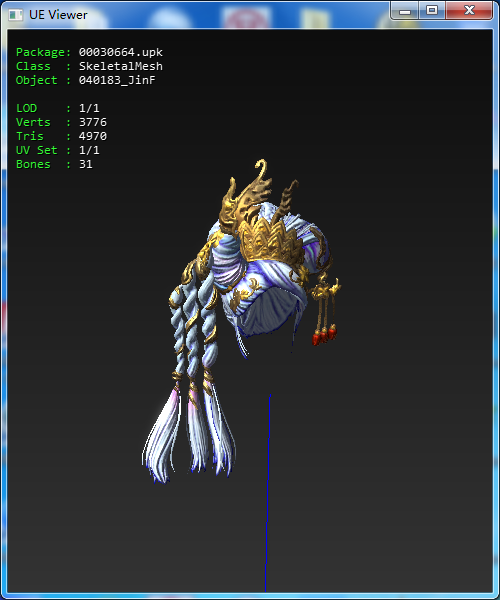 UE Viewer
Package: 00030664.upk
Class  : SkeletalMesh
Object : 040183_JinF
LOD    : 1/1
Verts  : 3776
Tris   : 4970
UV Set : 1/1
Bones  : 31